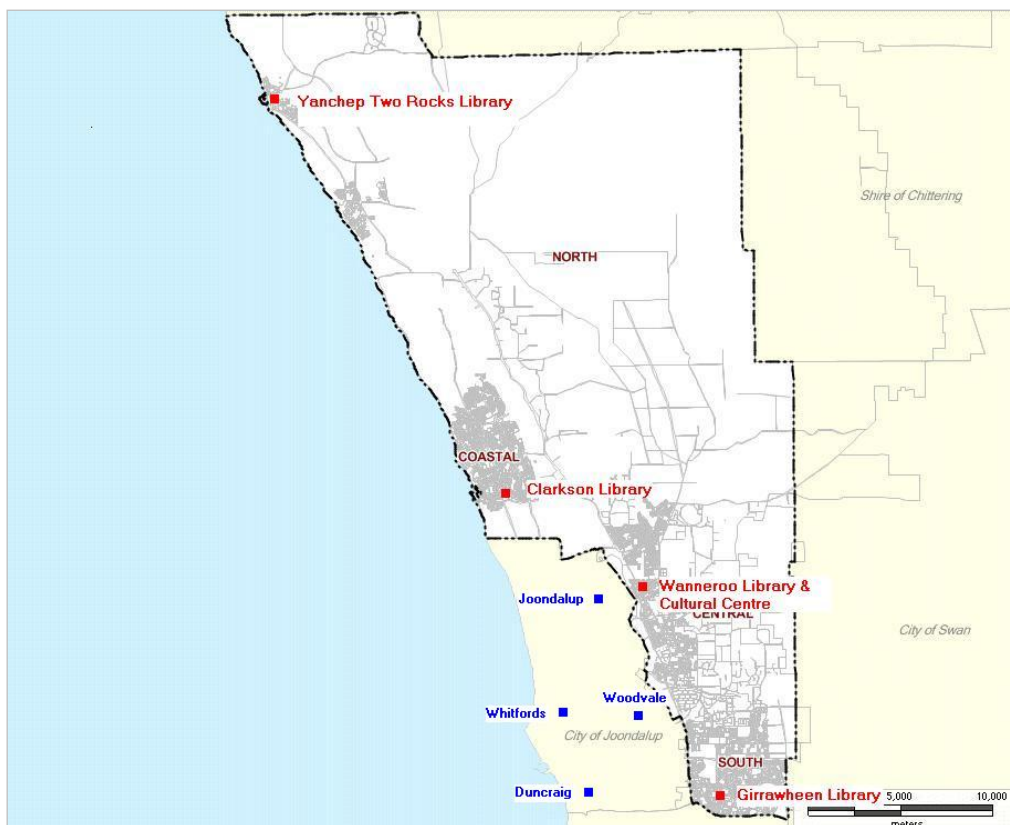 Yanchep Two Rocks Library
Shire of Chittering
NORTH
COASTAL
Clarkson Library
Wanneroo Library &
Cultural Centre
Joondalup
CENTRAL
City of Swan
Woodvale
Whitfords
City of Joondalup
SOUTH
Duncraig
Girrawheen Library
5,000
10,000
meters